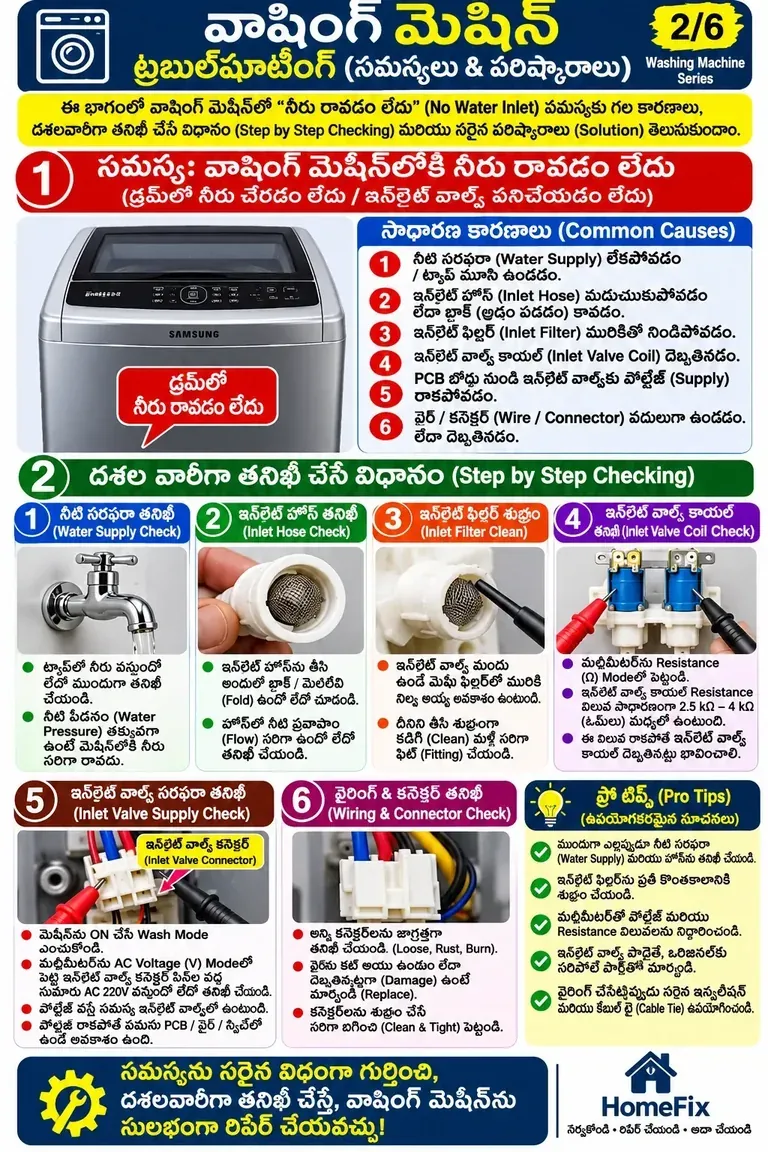 వాషింగ్ మెషిన్
ట్రబుల్‌షూటింగ్ (సమస్యలు & పరిష్కారాలు)
2/6
Washing Machine
Series
ఈ భాగంలో వాషింగ్ మెషీన్‌లో “నీరు రావడం లేదు” (No Water Inlet) పమస్యకు గల కారణాలు,
దశలవారీగా తనిఖీ చేసే విధానం (Step by Step Checking) మరియు సరైన పరిష్కారాలు (Solution) తెలుసుకుందాం.
1 సమస్య: వాషింగ్ మెషీన్‌లోకి నీరు రావడం లేదు
(డ్రమ్‌లో నీరు చేరడం లేదు / ఇన్‌లైట్ వాల్వ్ పనిచేయడం లేదు)
SAMSUNG
డ్రమ్‌లో
నీరు రావడం లేదు
సాధారణ కారణాలు (Common Causes)
1 నీటి సరఫరా (Water Supply) లేకపోవడం
/ ట్యాప్ మూసి ఉండడం.
2 ఇన్‌లైట్ హోస్ (Inlet Hose) మడుచుకుపోవడం
లేదా బ్లాక్ (ఆడ్డం పడడం) కావడం.
3 ఇన్‌లైట్ ఫిల్టర్ (Inlet Filter) మురికితో నిండిపోవడం.
4 ఇన్‌లైట్ వాల్వ్ కాయల్ (Inlet Valve Coil) దెబ్బతినడం.
5 PCB బోర్డు నుండి ఇన్‌లైట్ వాల్వ్‌కు వోల్టేజ్ (Supply)
రాకపోవడం.
6 వైర్ / కనెక్టర్ (Wire / Connector) వదులుగా ఉండడం.
లేదా దెబ్బతినడం.
2 దశల వారీగా తనిఖీ చేసే విధానం (Step by Step Checking)
1 నీటి సరఫరా తనిఖీ
(Water Supply Check)
ట్యాప్‌లో నీరు వస్తుందో
లేదో ముందుగా తనిఖీ
చేయండి.
నీటి పీడనం (Water
Pressure) తక్కువగా
ఉంటే మెషిన్‌లోకి నీరు
సరిగా రావదు.
2 ఇన్‌లైట్ హోస్ తనిఖీ
(Inlet Hose Check)
ఇన్‌లైట్ హోస్‌ను తీసి
అందులో బ్లాక్ / మెలిలేవి
(Fold) ఉందో లేదో చూడండి.
హోస్‌లో నీటి ప్రవాహం
(Flow) సరిగా ఉందో లేదో
తనిఖీ చేయండి.
3 ఇన్‌లైట్ ఫిల్టర్ శుభ్రం
(Inlet Filter Clean)
ఇన్‌లైట్ వాల్వ్ మందు
ఉండే మెషు ఫిల్టర్‌లో మురికి
నిల్వ అయ్య అవకాశం ఉంటుంది.
దీనిని తీసి శుభ్రంగా
కడిగి (Clean) మళ్లీ సరిగా
ఫిట్ (Fitting) చేయండి.
4 ఇన్‌లైట్ వాల్వ్ కాయల్
తనిఖీ (Inlet Valve Coil Check)
మల్టీమీటర్‌ను Resistance
(Ω) Modeలో పెట్టండి.
ఇన్‌లైట్ వాల్వ్ కాయల్ Resistance
విలువ సాధారణంగా 2.5 kΩ – 4 kΩ
(ఓమ్‌లు) మధ్యలో ఉంటుంది.
ఈ విలువ రాకపోతే ఇన్‌లైట్ వాల్వ్
కాయల్ దెబ్బతినట్టు భావించాలి.
5 ఇన్‌లైట్ వాల్వ్ సరఫరా తనిఖీ
(Inlet Valve Supply Check)
ఇన్‌లైట్ వాల్వ్ కనెక్టర్
(Inlet Valve Connector)
మెషిన్‌ను ON చేసే Wash Mode
ఎంచుకోండి.
మల్టీమీటర్‌ను AC Voltage (V) Modeలో
పెట్టి ఇన్‌లైట్ వాల్వ్ కనెక్టర్ పిన్‌ల వద్ద
సుమారు AC 220V వస్తుందో లేదో తనిఖీ చేయండి.
వోల్టేజ్ వస్తే సమస్య ఇన్‌లైట్ వాల్వ్‌లో ఉంటుంది.
పోల్టేజ్ రాకపోతే పమసు PCB / వైర్ / స్విచ్‌లో
ఉండే అవకాశం ఉంది.
6 వైరింగ్ & కనెక్టర్ తనిఖీ
(Wiring & Connector Check)
అన్ని కనెక్టర్‌లను జాగ్రత్తగా
తనిఖీ చేయండి. (Loose, Rust, Burn).
వైర్‌ను కట్ అయి ఉండుం లేదా
దెబ్బతిన్నట్లగా (Damage) ఉంటే
మార్చండి (Replace).
కనెక్టర్‌లను శుభ్రం చేసే
సరిగా బగించి (Clean & Tight) పెట్టండి.
ప్రో టిప్స్ (Pro Tips)
(ఉపయోగకరమైన సూచనలు)
ముందుగా ఎల్లప్పుడూ నీటి సరఫరా
(Water Supply) మరియు హోస్‌ను తనిఖీ చేయండి.
ఇన్‌లైట్ ఫిల్టర్‌ను ప్రతీ కొంతకాలానికి
శుభ్రం చేయండి.
మల్టీమీటర్‌తో వోల్టేజ్ మరియు
Resistance విలువలను నిర్ధారించండి.
ఇన్‌లైట్ వాల్వ్ పాడైతే, ఒరిజినల్‌కు
సరిపోలే పార్ట్‌తోనే మార్చండి.
వైరింగ్ చేసేటప్పుడు సరైన ఇన్సులేషన్
మరియు కేబుల్ టై (Cable Tie) ఉపయోగించండి.
సమస్యను సరైన విధంగా గుర్తించి,
దశలవారీగా తనిఖీ చేస్తే, వాషింగ్ మెషీన్‌ను
సులభంగా రిపేర్ చేయవచ్చు!
HomeFix
నేర్చుకోండి • రిపేర్ చేయండి • ఆదా చేయండి